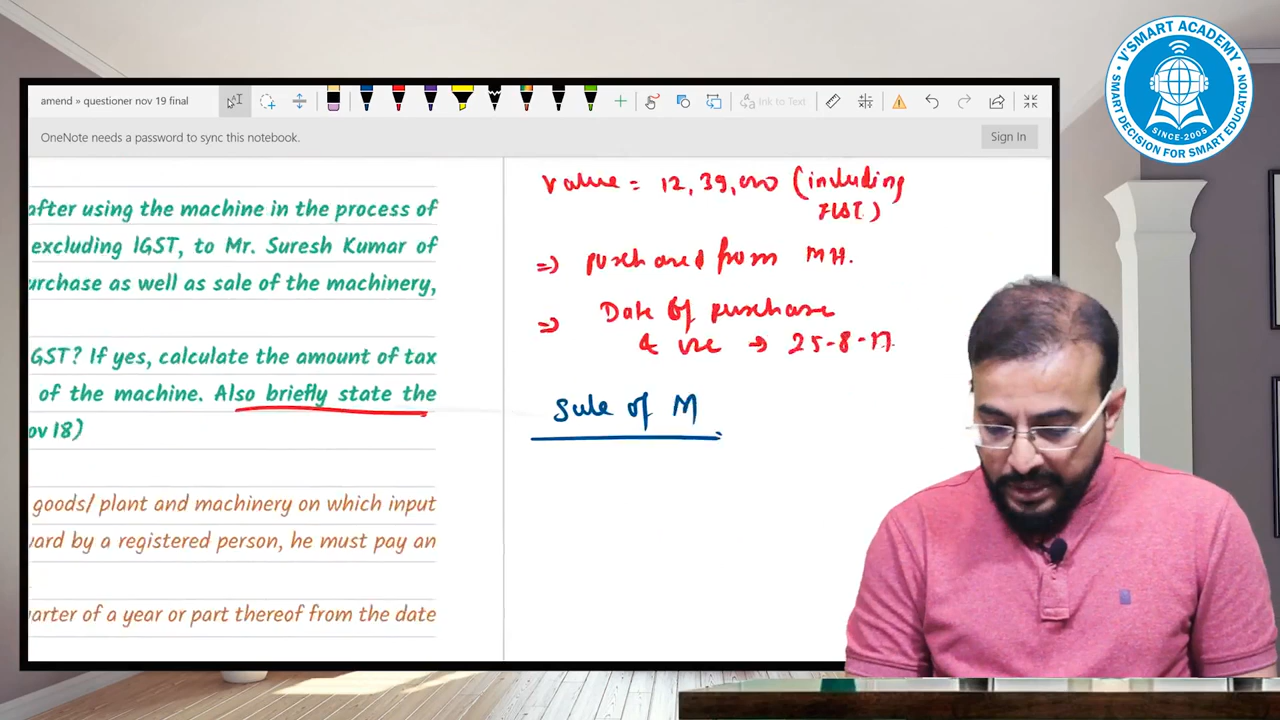 amend » questioner nov 19 final
Ink to Text
OneNote needs a password to sync this notebook.
Sign In
after using the machine in the process of
excluding IGST, to Mr. Suresh Kumar of
urchase as well as sale of the machinery,
GST? If yes, calculate the amount of tax
of the machine. Also briefly state the
ov 18)
goods/ plant and machinery on which input
ward by a registered person, he must pay an
uarter of a year or part thereof from the date
value = 12,39,000 (including
=) purchased from MH.
=) Date of purchase
& use → 25-8-17.
Sale of M
V'SMART ACADEMY
SINCE-2005
SMART DECISION FOR SMART EDUCATION